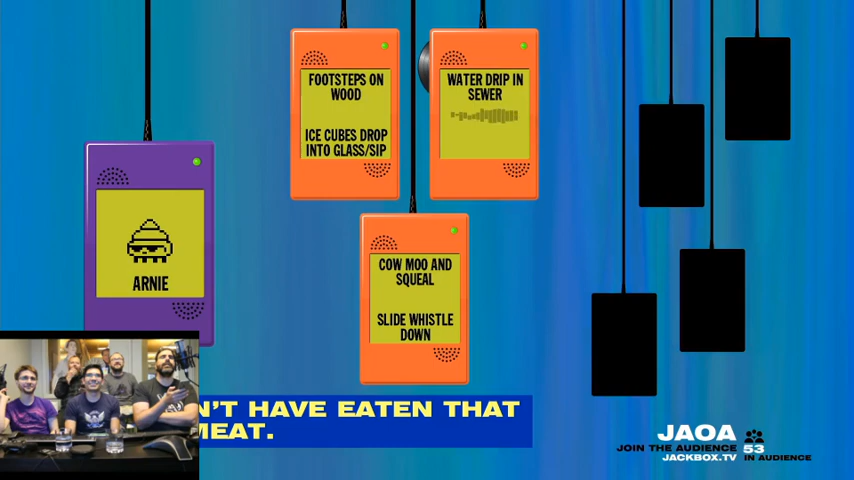 FOOTSTEPS ON
WOOD
ICE CUBES DROP
INTO GLASS/SIP
WATER DRIP IN
SEWER
ARNIE
COW MOO AND
SQUEAL
SLIDE WHISTLE
DOWN
N'T HAVE EATEN THAT
MEAT.
JAOA
JOIN THE AUDIENCE 53
JACKBOX.TV IN AUDIENCE